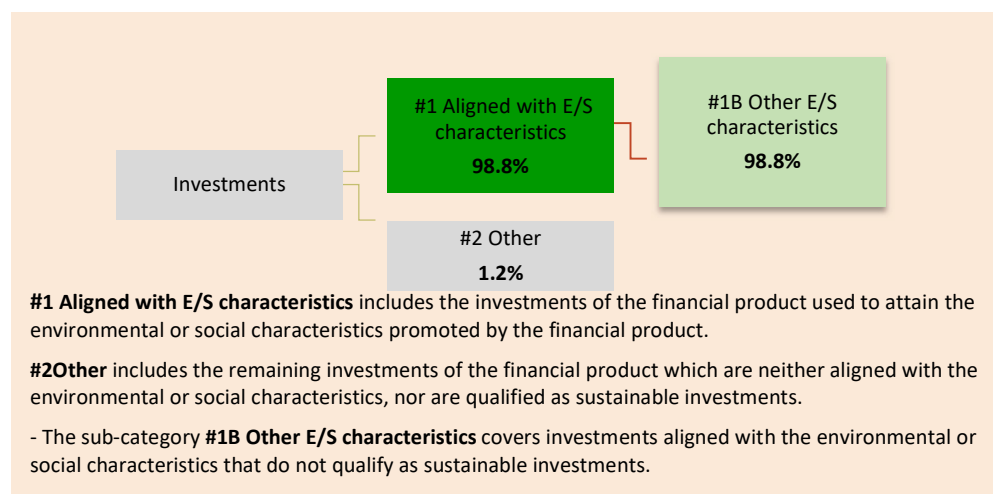 Investments
#1 Aligned with E/S
characteristics
98.8%
#1B Other E/S
characteristics
98.8%
#2 Other
1.2%
#1 Aligned with E/S characteristics includes the investments of the financial product used to attain the
environmental or social characteristics promoted by the financial product.
#2Other includes the remaining investments of the financial product which are neither aligned with the
environmental or social characteristics, nor are qualified as sustainable investments.
- The sub-category #1B Other E/S characteristics covers investments aligned with the environmental or
social characteristics that do not qualify as sustainable investments.